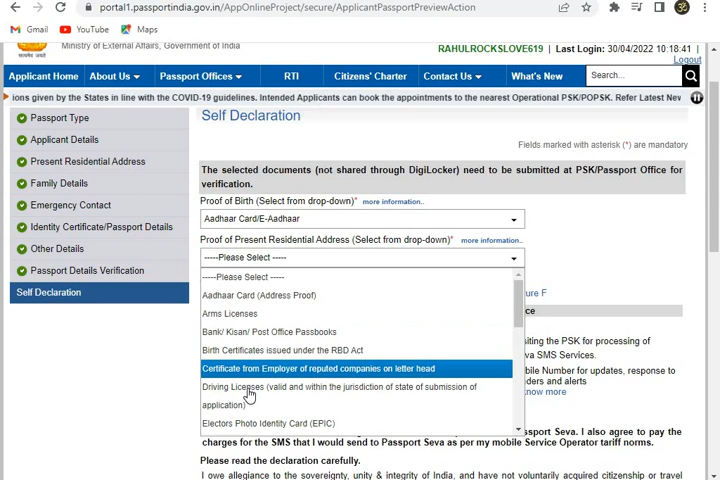 portal1.passportindia.gov.in/AppOnlineProject/secure/ApplicantPassportPreviewAction
Gmail YouTube Maps
Ministry of External Affairs, Government of India
RAHULROCKSLOVE619 | Last Login: 30/04/2022 10:18:41
Logout
Applicant Home About Us Passport Offices RTI Citizens' Charter Contact Us What's New Search...
ions given by the States in line with the COVID-19 guidelines. Intended Applicants can book the appointments to the nearest Operational PSK/POPSK. Refer Latest New
Passport Type
Applicant Details
Present Residential Address
Family Details
Emergency Contact
Identity Certificate/Passport Details
Other Details
Passport Details Verification
Self Declaration
Self Declaration
Fields marked with asterisk (*) are mandatory
The selected documents (not shared through DigiLocker) need to be submitted at PSK/Passport Office for
verification.
Proof of Birth (Select from drop-down)* more information..
Aadhaar Card/E-Aadhaar
Proof of Present Residential Address (Select from drop-down)* more information..
-----Please Select -----
-----Please Select -----
Aadhaar Card (Address Proof)
Arms Licenses
Bank/ Kisan/ Post Office Passbooks
Birth Certificates issued under the RBD Act
Certificate from Employer of reputed companies on letter head
Driving Licenses (valid and within the jurisdiction of state of submission of
application)
Electors Photo Identity Card (EPIC)
ure F
ce
siting the PSK for processing of
eva SMS Services.
bile Number for updates, response to
ders and alerts
know more
ssport Seva. I also agree to pay the
charges for the SMS that I would send to Passport Seva as per my mobile Service Operator tariff norms.
Please read the declaration carefully.
I owe allegiance to the sovereignty, unity & integrity of India, and have not voluntarily acquired citizenship or travel